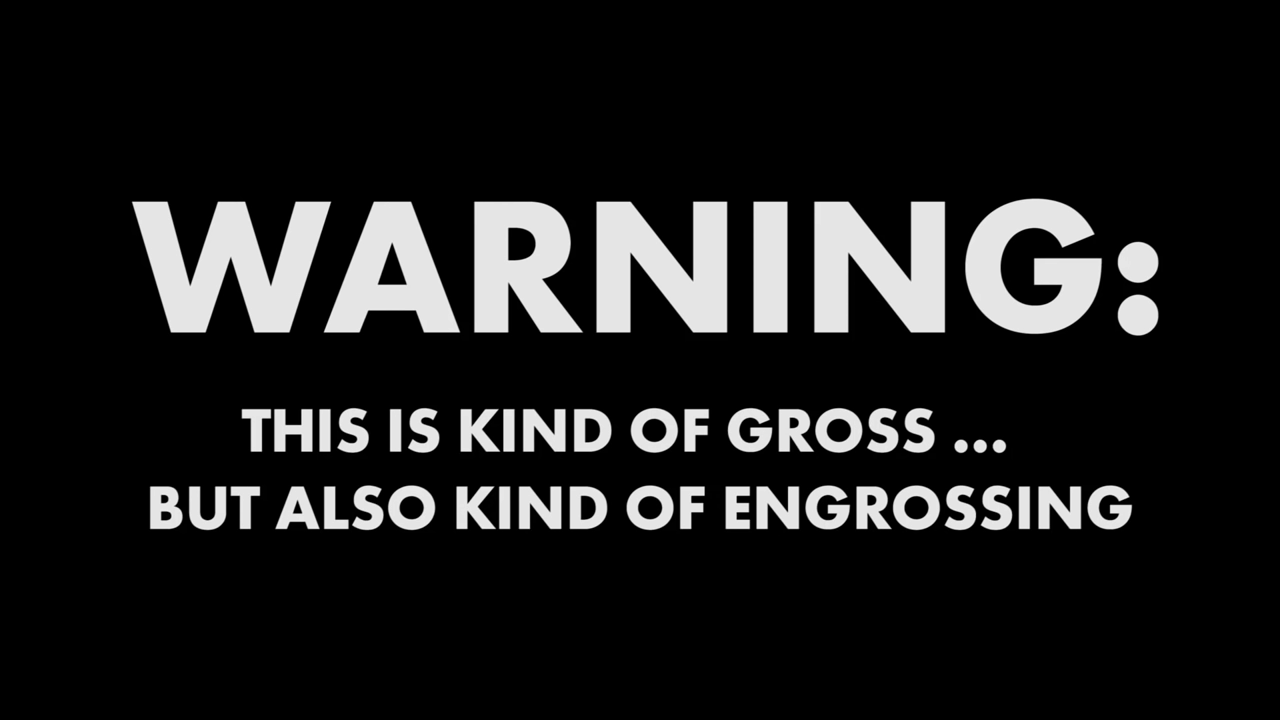 WARNING:
THIS IS KIND OF GROSS ...
BUT ALSO KIND OF ENGROSSING